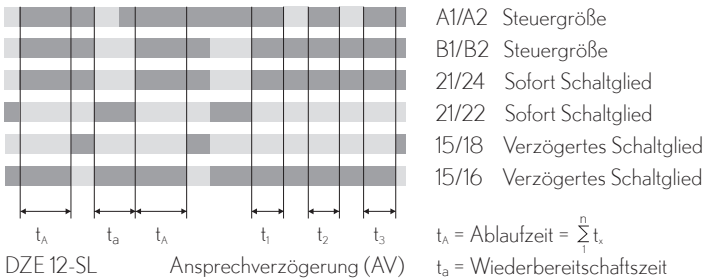 A1/A2 Steuergröße
B1/B2 Steuergröße
21/24 Sofort Schaltglied
21/22 Sofort Schaltglied
15/18 Verzögertes Schaltglied
15/16 Verzögertes Schaltglied
tA ta tA t1 t2 t3
tA = Ablaufzeit = n∑1 tx
DZE 12-SL Ansprechverzögerung (AV)
ta = Wiederbereitschaftszeit